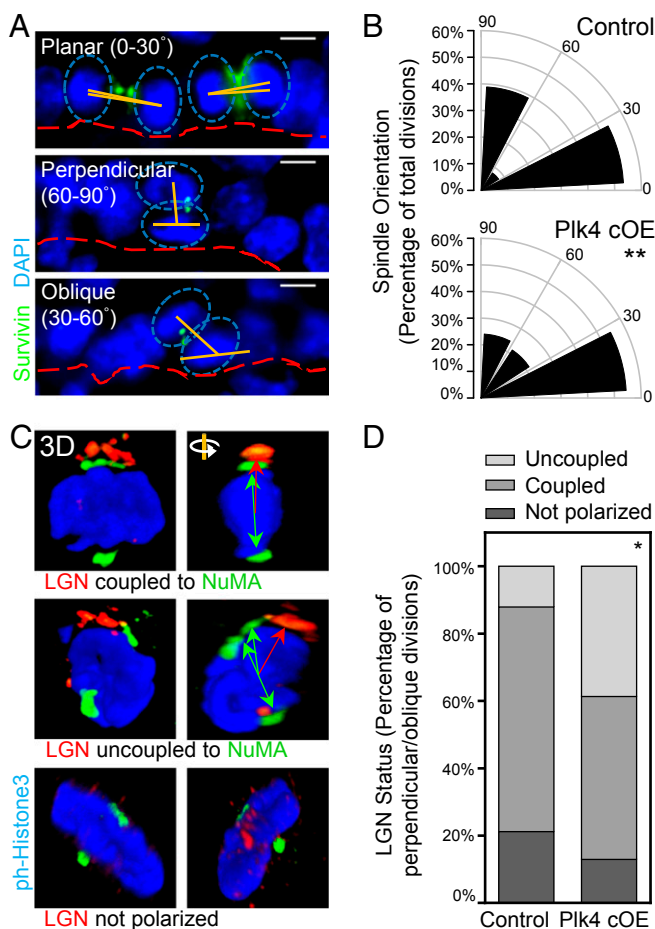 A
Planar (0-30°)
Perpendicular
(60-90°)
Oblique
(30-60°)
Survivin DAPI
B
Control
90
60
30
0
60%
50%
40%
30%
20%
10%
0%
Plk4 cOE
**
90
60
30
0
60%
50%
40%
30%
20%
10%
0%
Spindle Orientation
(Percentage of total divisions)
C
3D
LGN coupled to NuMA
LGN uncoupled to NuMA
LGN not polarized
ph-Histone3
D
Uncoupled
Coupled
Not polarized
*
100%
80%
60%
40%
20%
0%
LGN Status (Percentage of
perpendicular/oblique divisions)
Control Plk4 cOE